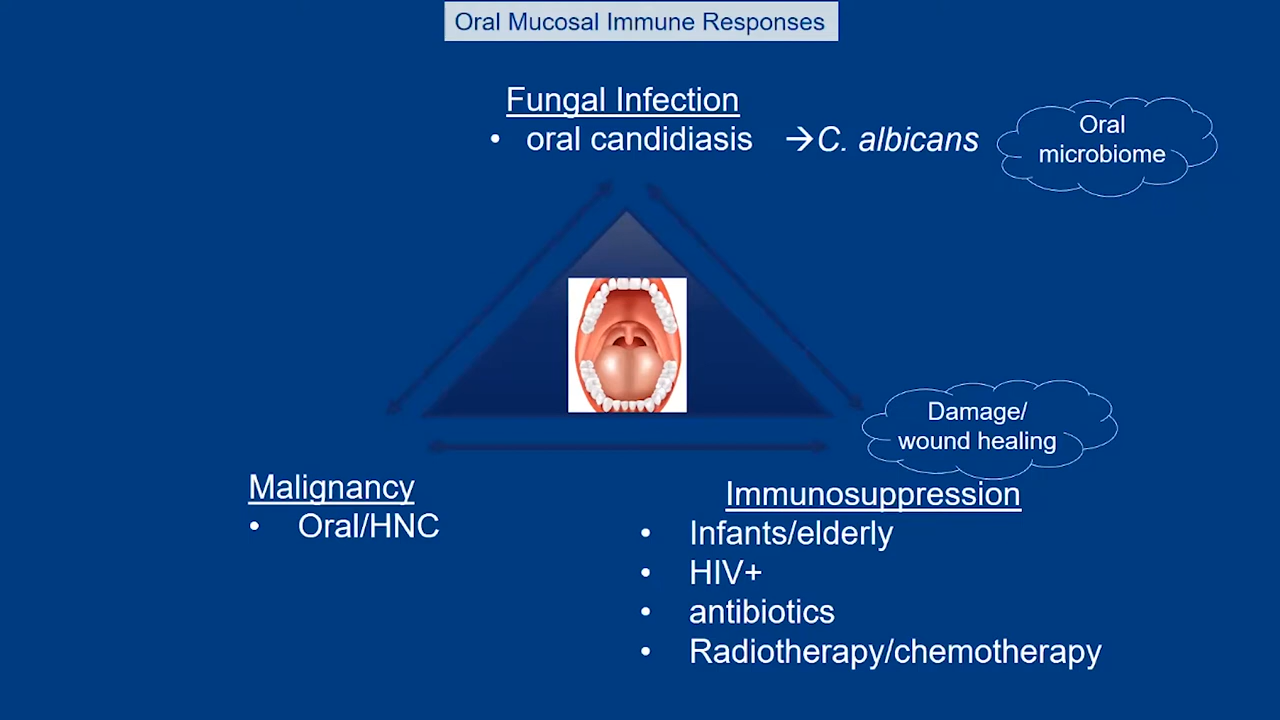 Oral Mucosal Immune Responses
Fungal Infection
• oral candidiasis →C. albicans
Oral
microbiome
Damage/
wound healing
Malignancy
• Oral/HNC
Immunosuppression
• Infants/elderly
• HIV+
• antibiotics
• Radiotherapy/chemotherapy